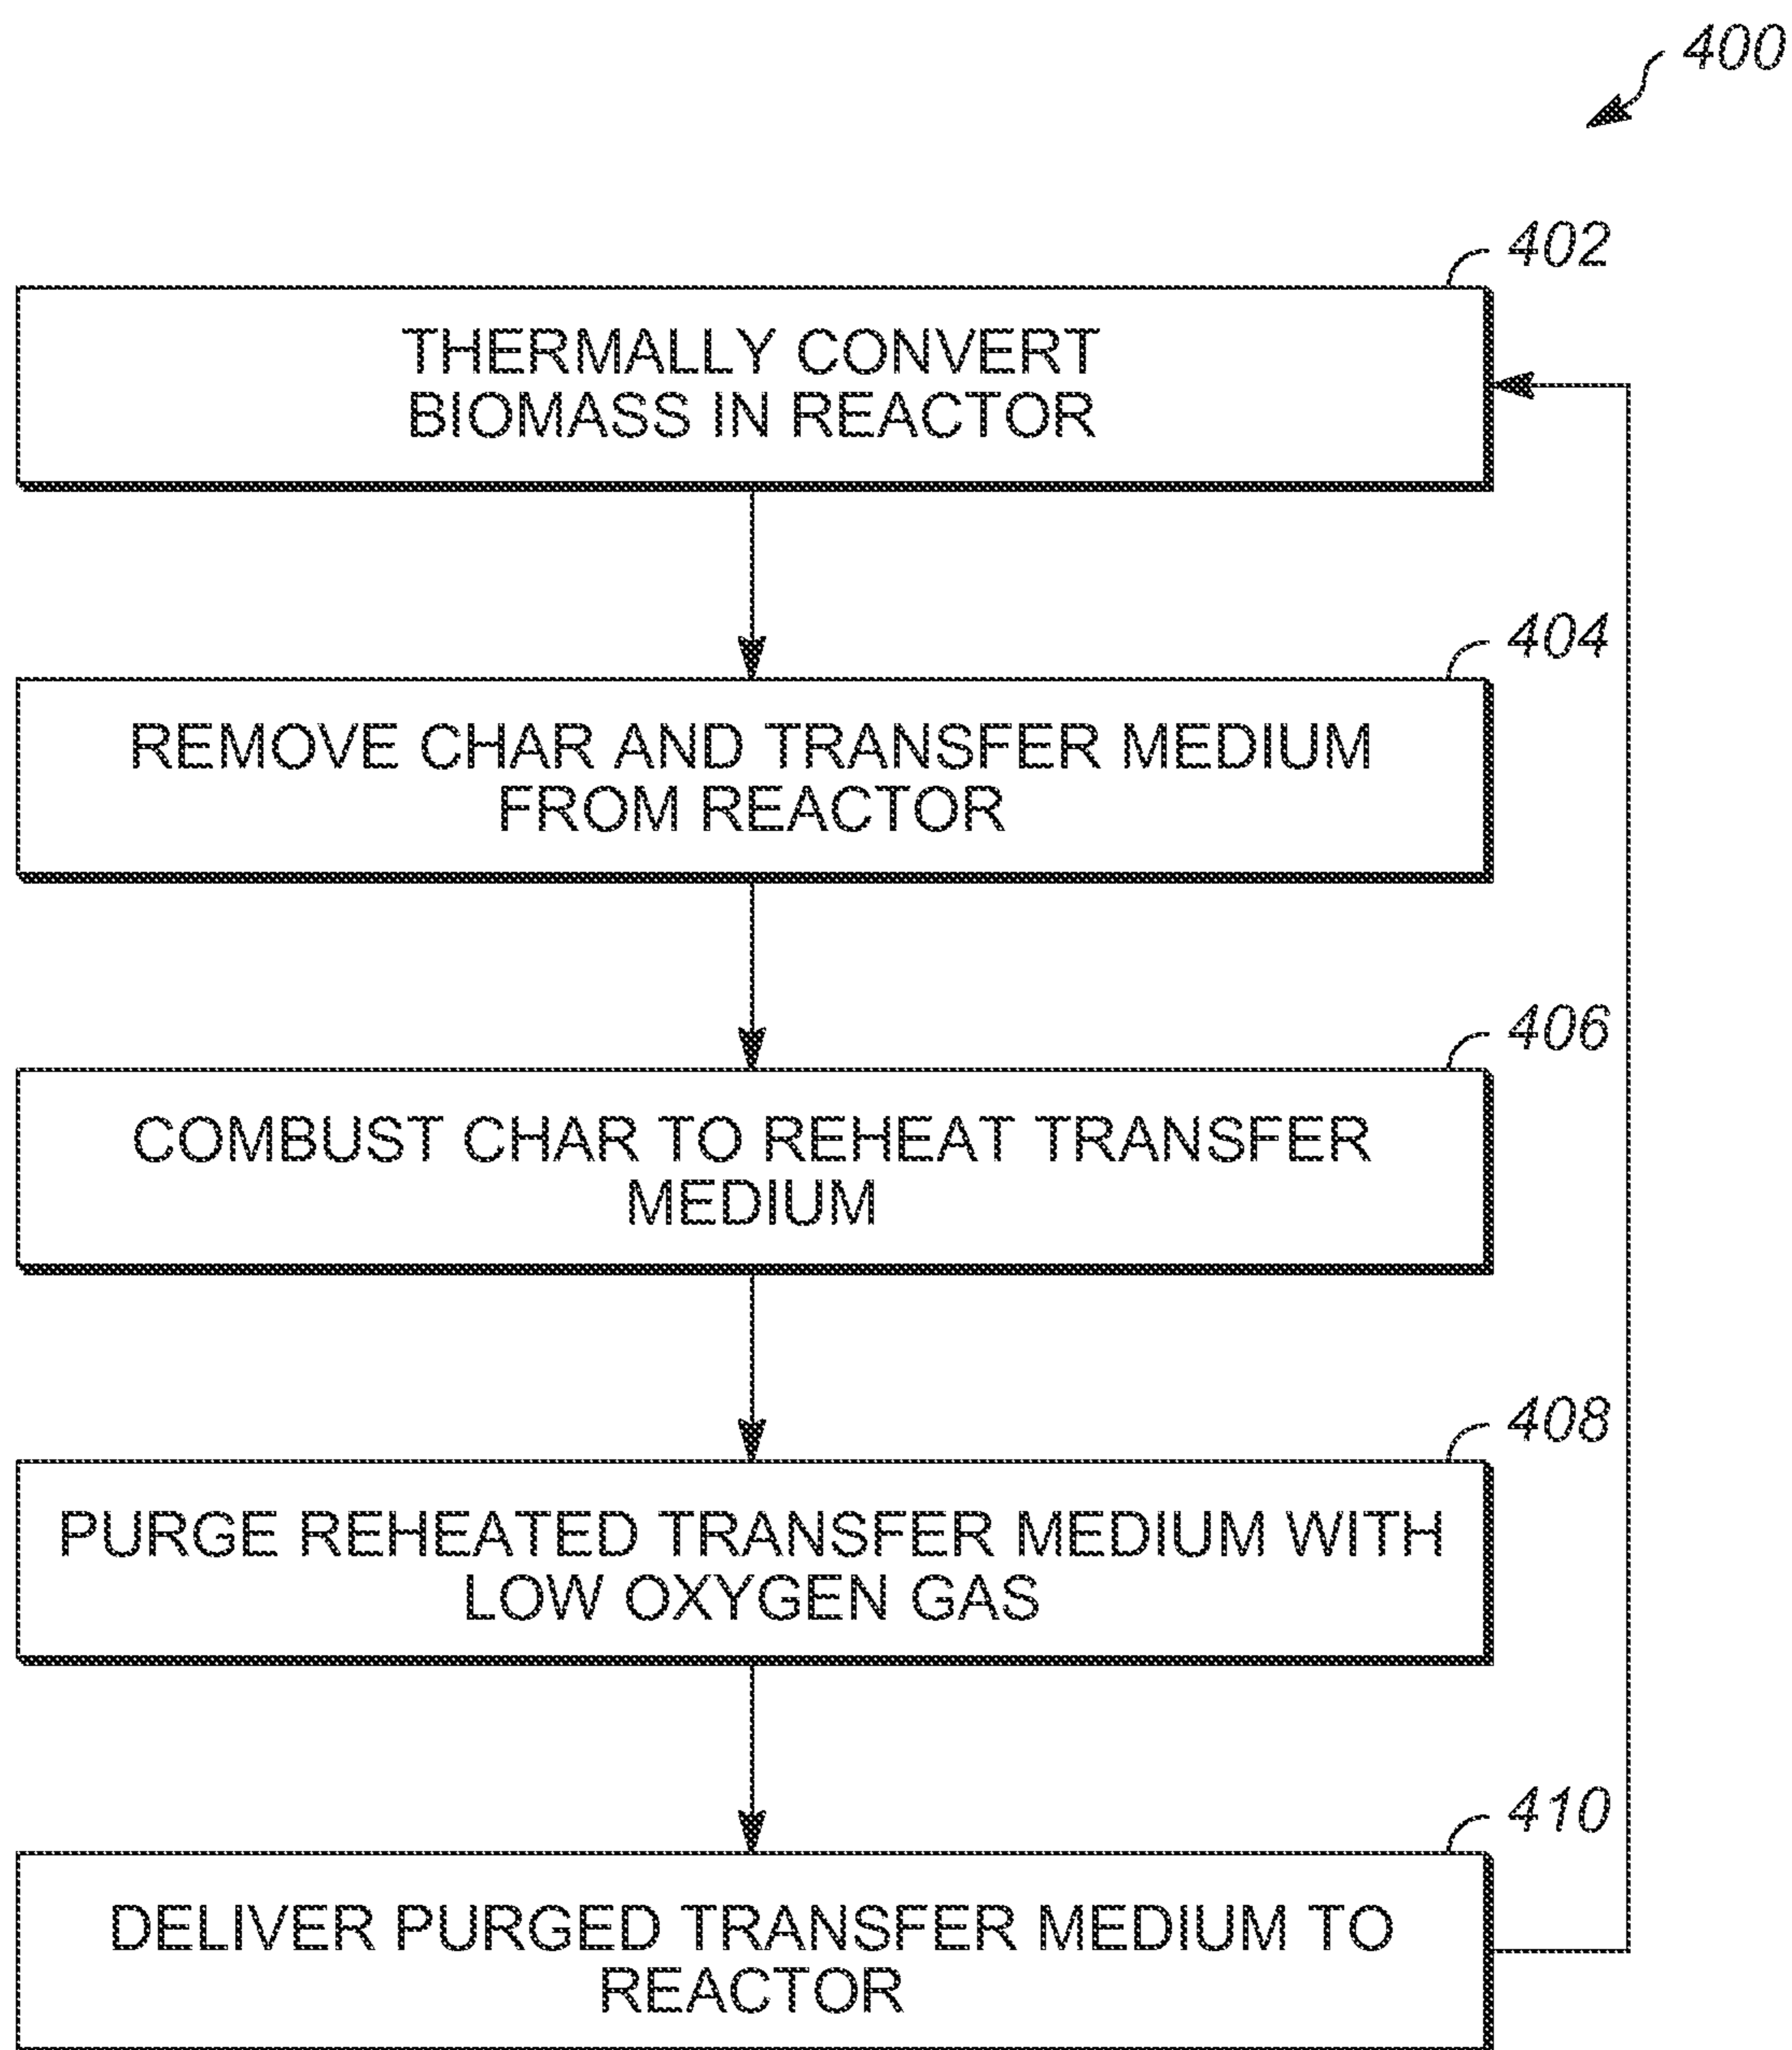 400
402
THERMALLY CONVERT
BIOMASS IN REACTOR
404
REMOVE CHAR AND TRANSFER MEDIUM
FROM REACTOR
406
COMBUST CHAR TO REHEAT TRANSFER
MEDIUM
408
PURGE REHEATED TRANSFER MEDIUM WITH
LOW OXYGEN GAS
410
DELIVER PURGED TRANSFER MEDIUM TO
REACTOR